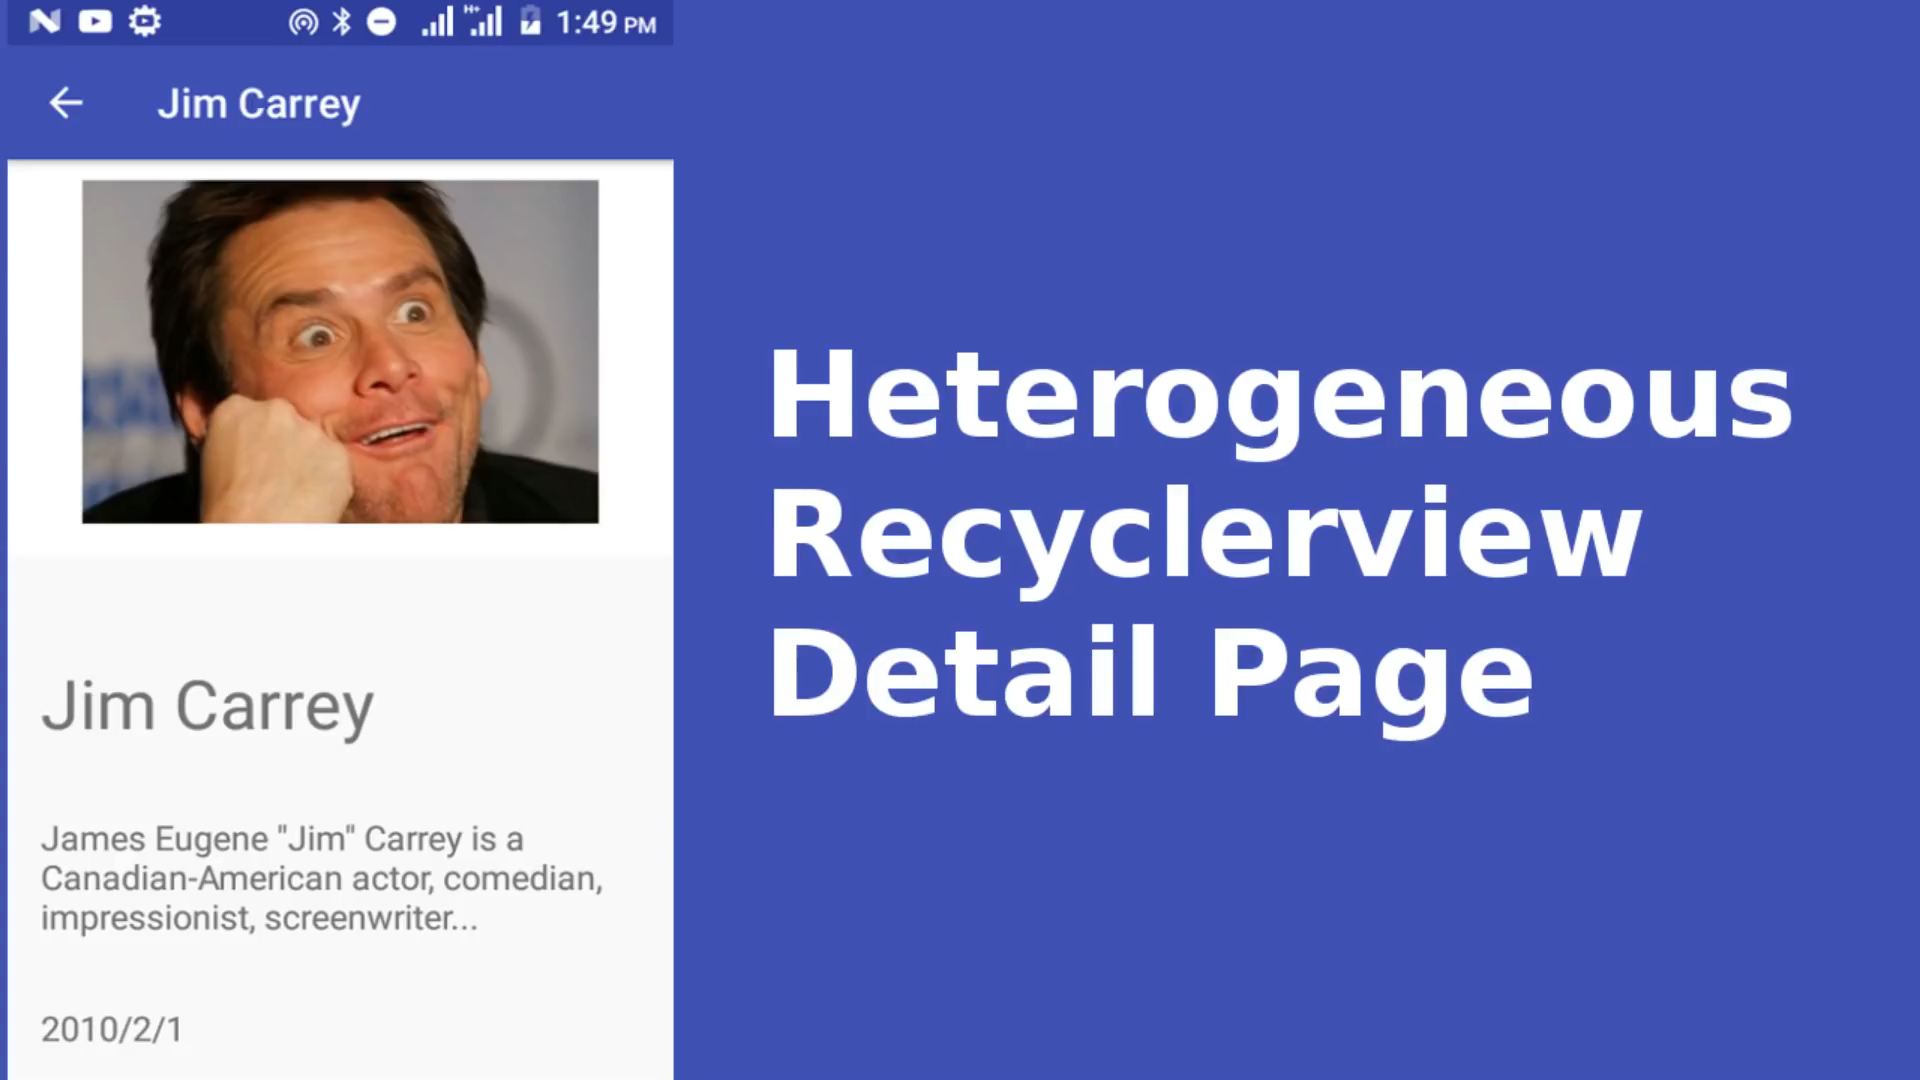 1:49 PM
Jim Carrey
Jim Carrey
James Eugene "Jim" Carrey is a
Canadian-American actor, comedian,
impressionist, screenwriter...
2010/2/1
Heterogeneous
Recyclerview
Detail Page